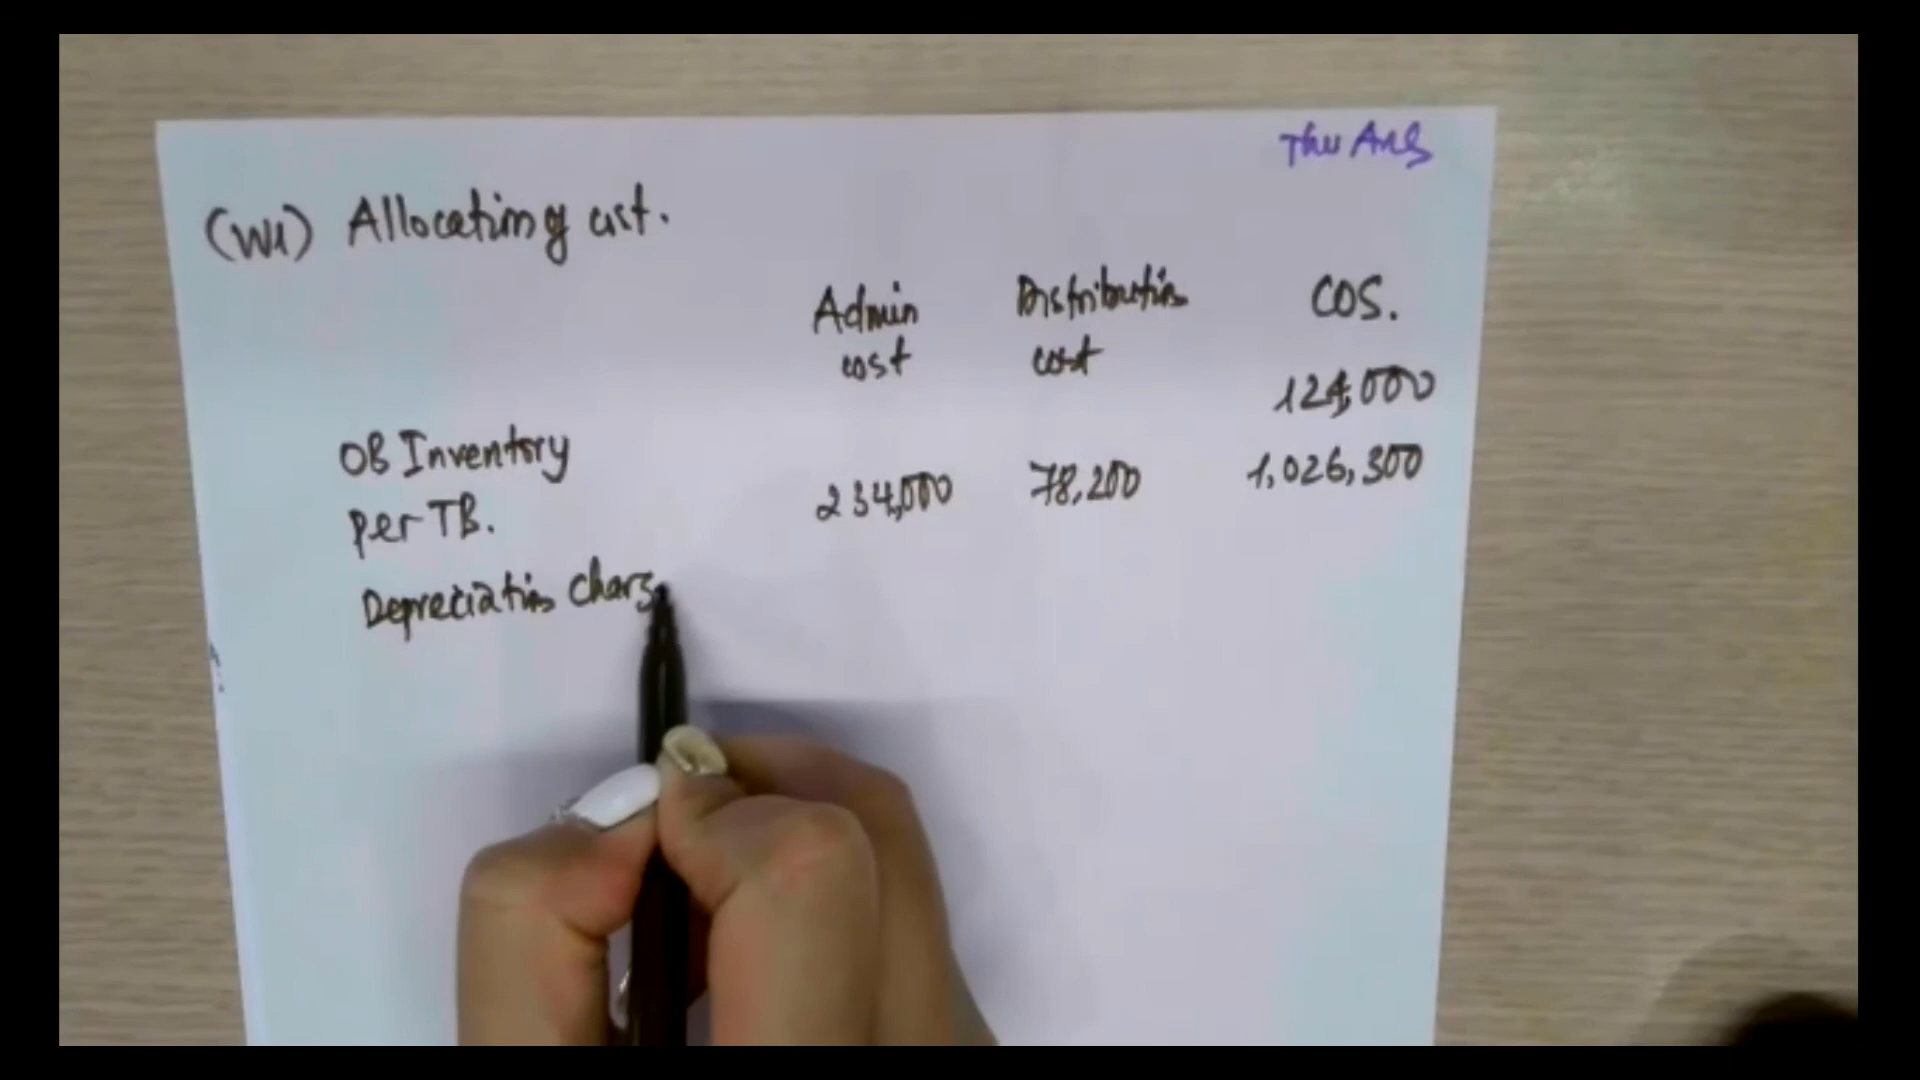 Thu Ang
(W1) Allocating cost.
Admin cost
Distribution cost
COS.
OB Inventory 124,000
per TB. 234,000 78,200 1,026,300
Depreciation charg